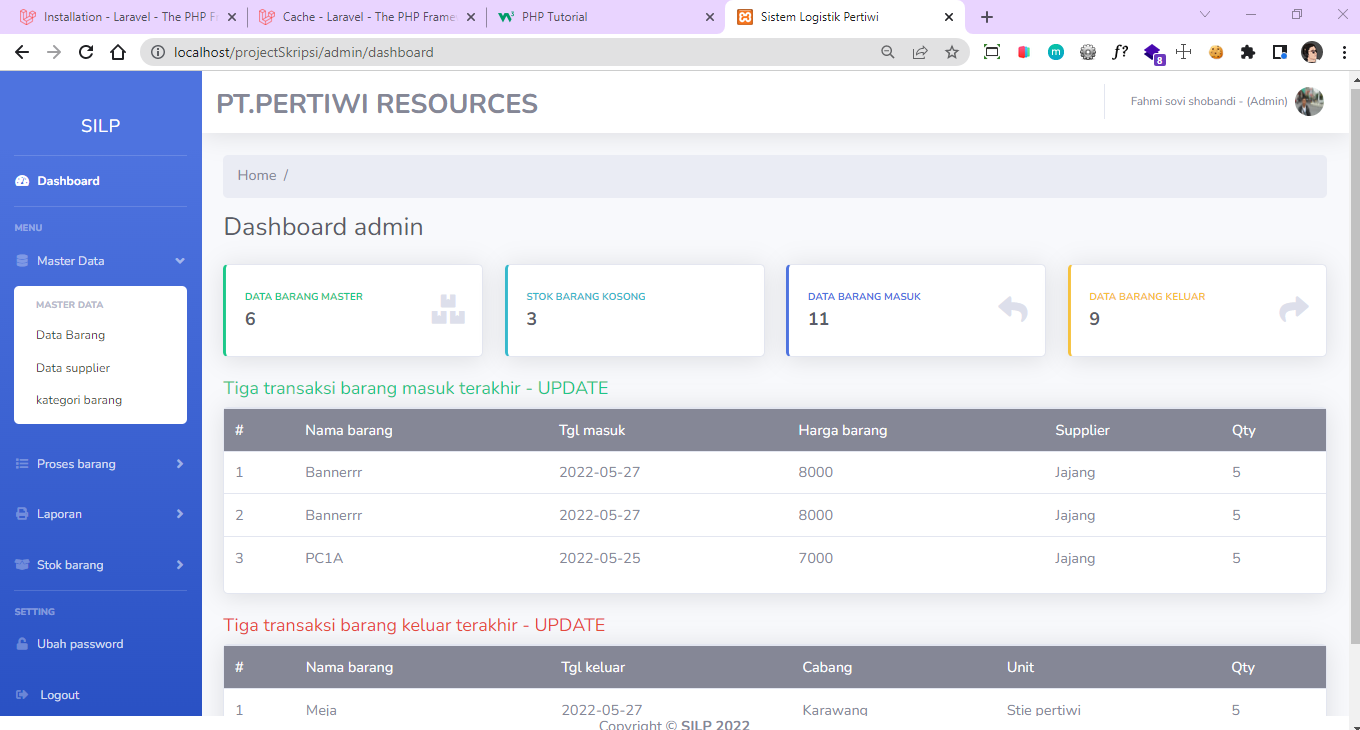 Installation - Laravel - The PHP F
Cache - Laravel - The PHP Frame
PHP Tutorial
Sistem Logistik Pertiwi
localhost/projectSkripsi/admin/dashboard
m
f?
8
SILP
PT.PERTIWI RESOURCES
Fahmi sovi shobandi - (Admin)
Dashboard
MENU
Master Data
MASTER DATA
Data Barang
Data supplier
kategori barang
Proses barang
Laporan
Stok barang
SETTING
Ubah password
Logout
Home /
Dashboard admin
DATA BARANG MASTER
6
STOK BARANG KOSONG
3
DATA BARANG MASUK
11
DATA BARANG KELUAR
9
Tiga transaksi barang masuk terakhir - UPDATE
# Nama barang Tgl masuk Harga barang Supplier Qty
1 Bannerrr 2022-05-27 8000 Jajang 5
2 Bannerrr 2022-05-27 8000 Jajang 5
3 PC1A 2022-05-25 7000 Jajang 5
Tiga transaksi barang keluar terakhir - UPDATE
# Nama barang Tgl keluar Cabang Unit Qty
1 Meja 2022-05-27 Karawang Stie pertiwi 5
Copyright © SILP 2022